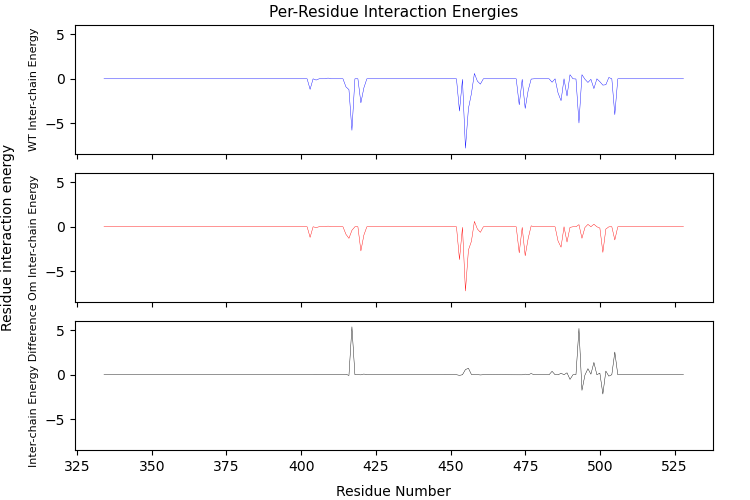 Per-Residue Interaction Energies
Residue interaction energy
WT Inter-chain Energy
5
0
−5
Om Inter-chain Energy
5
0
−5
Inter-chain Energy Difference
5
0
−5
325 350 375 400 425 450 475 500 525
Residue Number